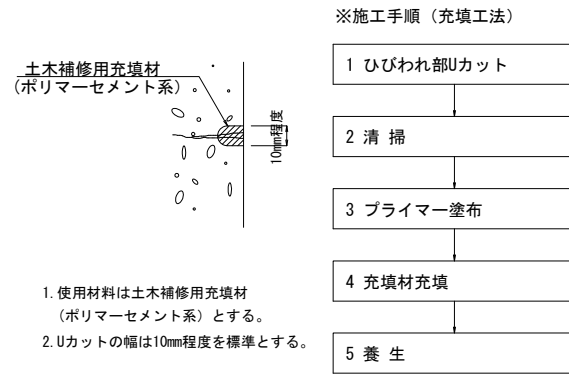 土木補修用充填材
(ポリマーセメント系)
10mm程度
1. 使用材料は土木補修用充填材
(ポリマーセメント系) とする。
2. Uカットの幅は10mm程度を標準とする。
※施工手順 (充填工法)
1 ひびわれ部Uカット
2 清 掃
3 プライマー塗布
4 充填材充填
5 養 生